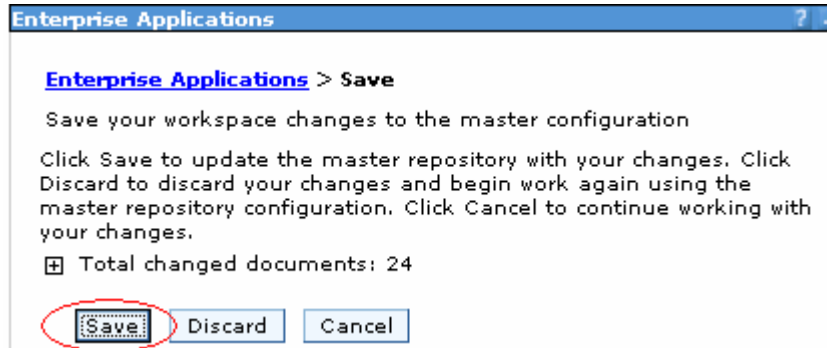 Enterprise Applications ?
Enterprise Applications > Save
Save your workspace changes to the master configuration
Click Save to update the master repository with your changes. Click
Discard to discard your changes and begin work again using the
master repository configuration. Click Cancel to continue working with
your changes.
Total changed documents: 24
Save Discard Cancel